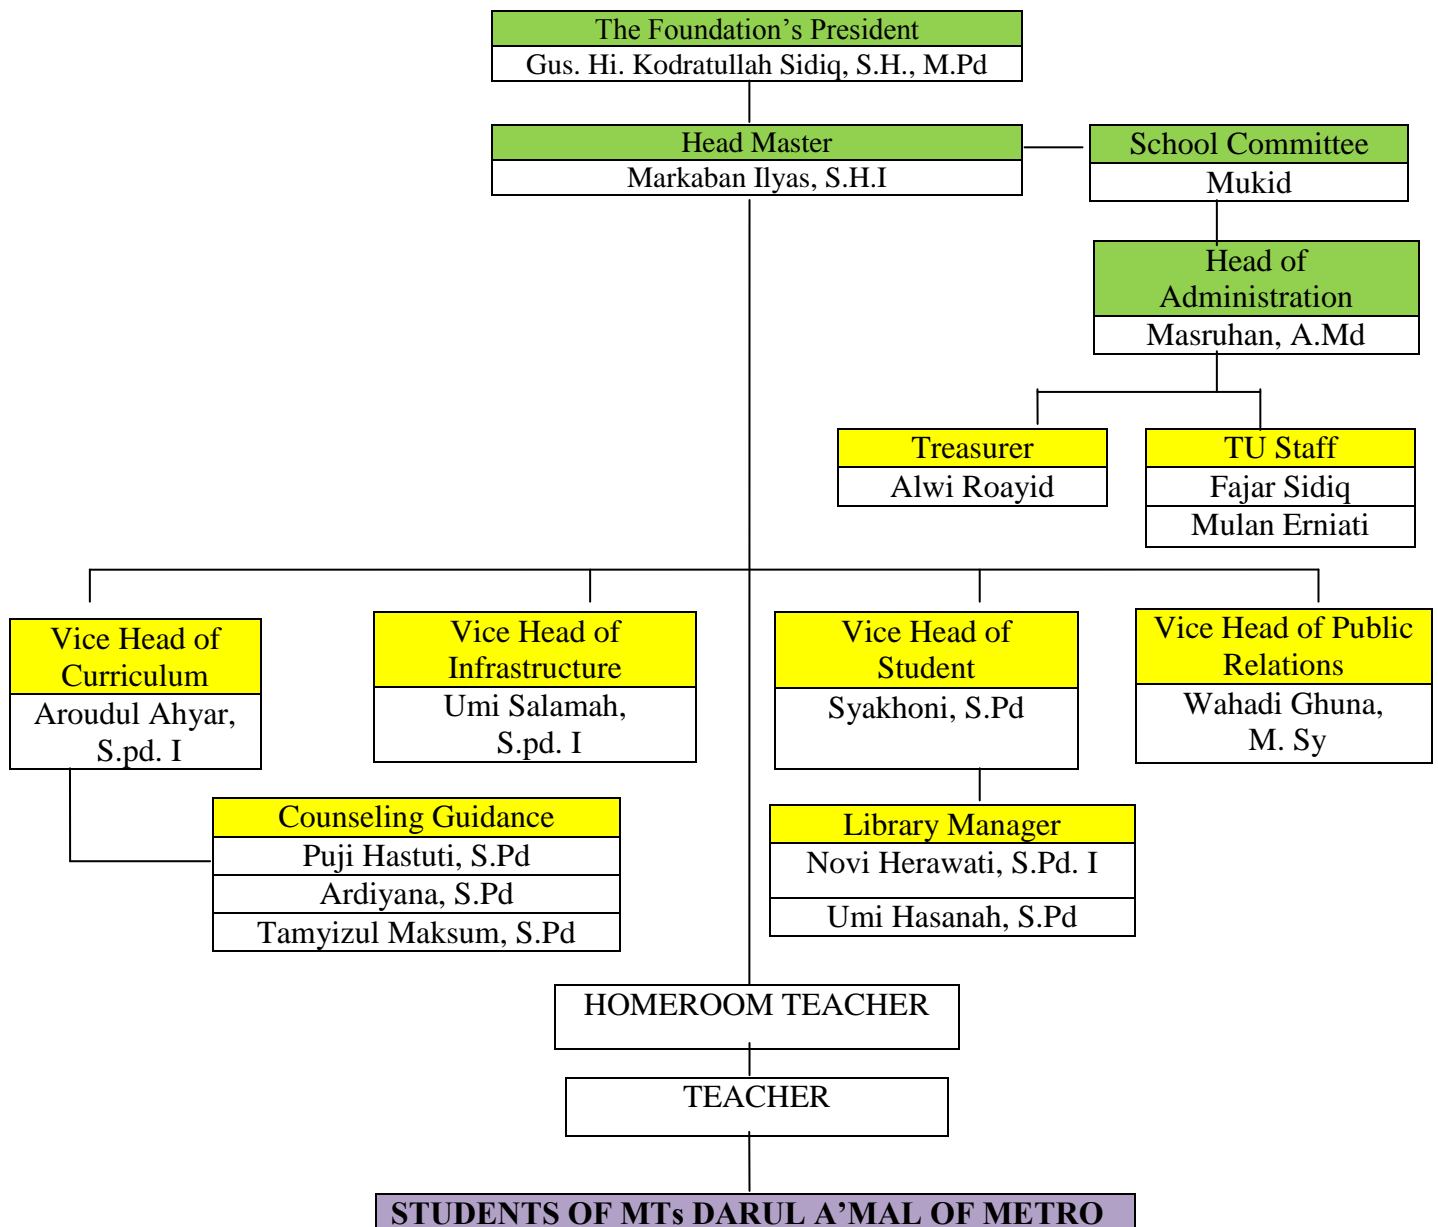 The Foundation’s President
Gus. Hi. Kodratullah Sidiq, S.H., M.Pd
Head Master
Markaban Ilyas, S.H.I
School Committee
Mukid
Head of
Administration
Masruhan, A.Md
Treasurer
Alwi Roayid
TU Staff
Fajar Sidiq
Mulan Erniati
Vice Head of
Curriculum
Aroudul Ahyar,
S.pd. I
Vice Head of
Infrastructure
Umi Salamah,
S.pd. I
Vice Head of
Student
Syakhoni, S.Pd
Vice Head of Public
Relations
Wahadi Ghuna,
M. Sy
Counseling Guidance
Puji Hastuti, S.Pd
Ardiyana, S.Pd
Tamyizul Maksum, S.Pd
Library Manager
Novi Herawati, S.Pd. I
Umi Hasanah, S.Pd
HOMEROOM TEACHER
TEACHER
STUDENTS OF MTs DARUL A’MAL OF METRO